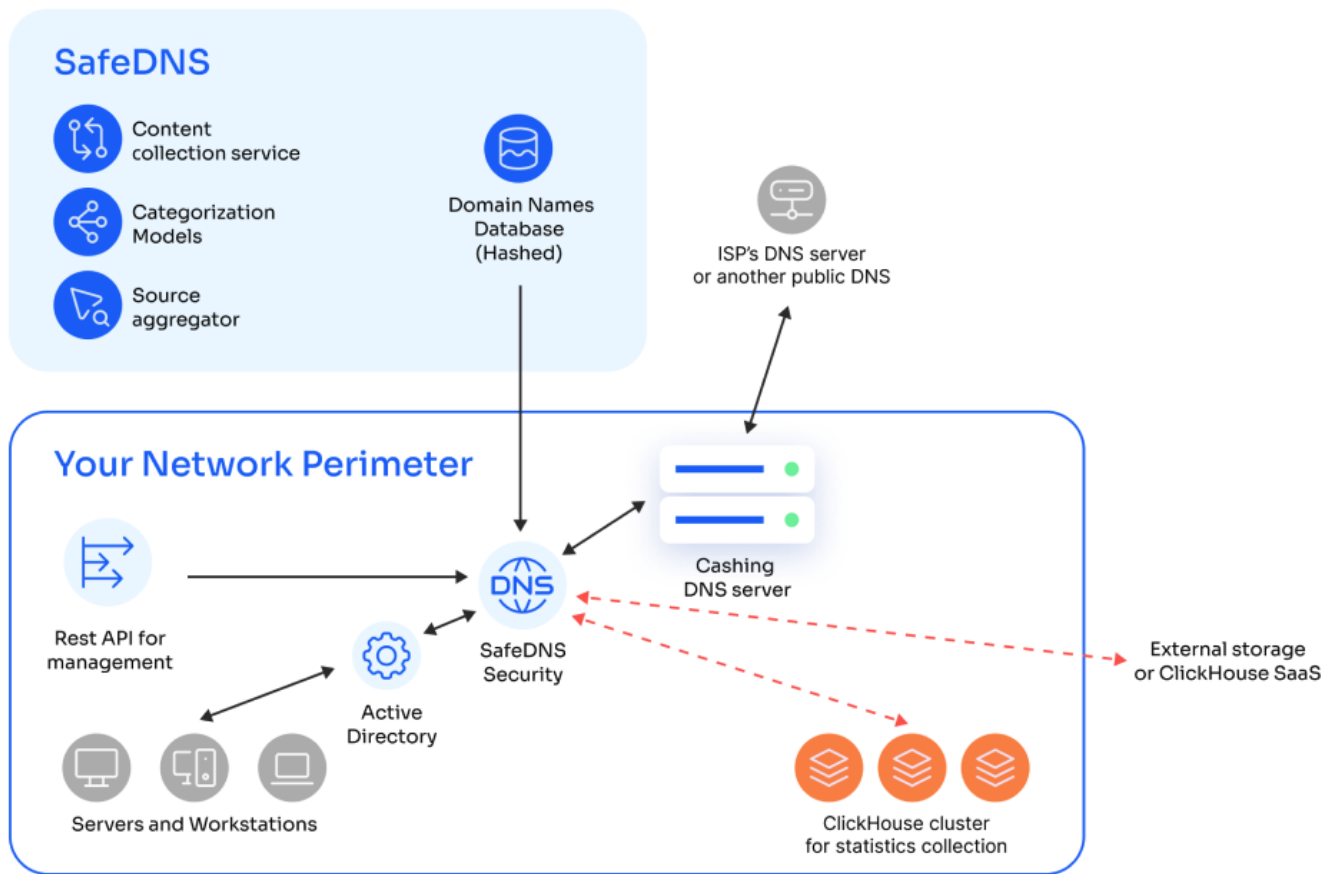 SafeDNS
Content
collection service
Categorization
Models
Source
aggregator
Domain Names
Database
(Hashed)
ISP's DNS server
or another public DNS
Your Network Perimeter
Rest API for
management
Active
Directory
DNS
SafeDNS
Security
Cashing
DNS server
External storage
or ClickHouse SaaS
Servers and Workstations
ClickHouse cluster
for statistics collection